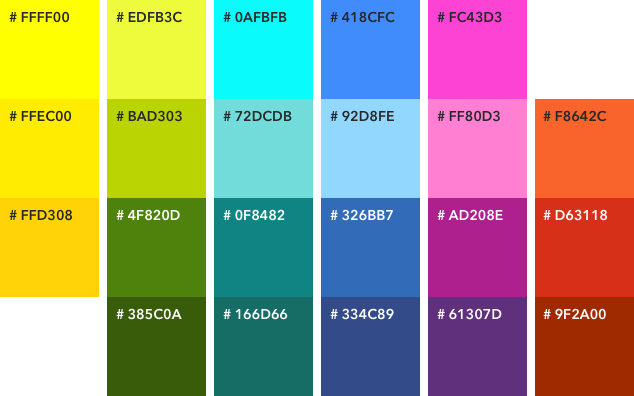 # FFFF00 # EDFB3C # 0AFBFB # 418CFC # FC43D3
# FFEC00 # BAD303 # 72DCDB # 92D8FE # FF80D3 # F8642C
# FFD308 # 4F820D # 0F8482 # 326BB7 # AD208E # D63118
# 385C0A # 166D66 # 334C89 # 61307D # 9F2A00